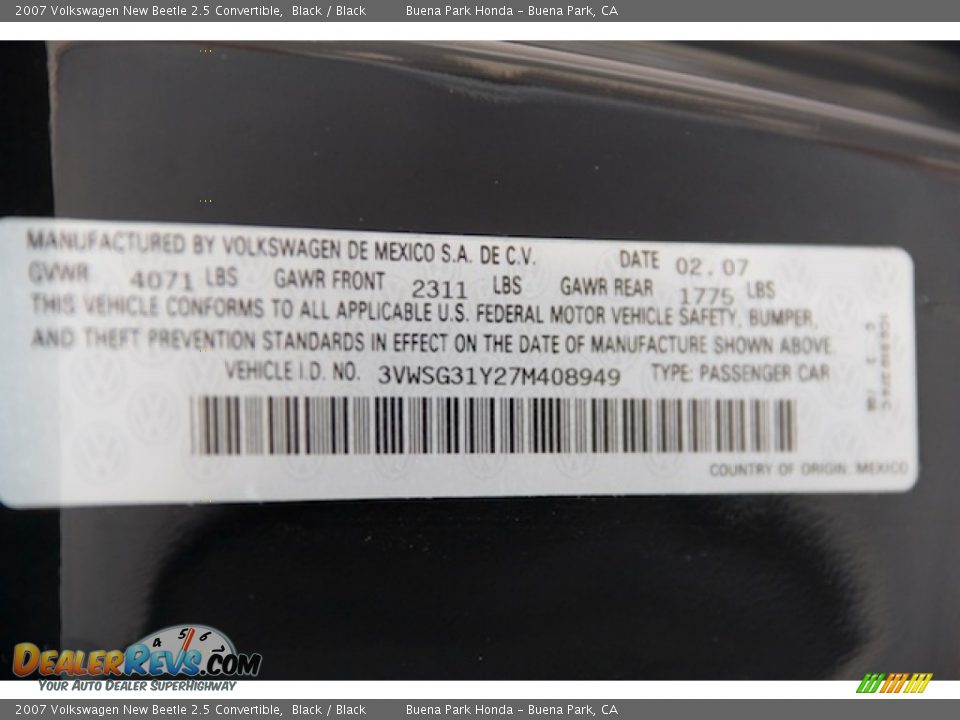 2007 Volkswagen New Beetle 2.5 Convertible, Black / Black Buena Park Honda – Buena Park, CA
MANUFACTURED BY VOLKSWAGEN DE MEXICO S.A. DE C.V. DATE 02.07
GVWR 4071 LBS GAWR FRONT 2311 LBS GAWR REAR 1775 LBS
THIS VEHICLE CONFORMS TO ALL APPLICABLE U.S. FEDERAL MOTOR VEHICLE SAFETY, BUMPER,
AND THEFT PREVENTION STANDARDS IN EFFECT ON THE DATE OF MANUFACTURE SHOWN ABOVE.
VEHICLE I.D. NO. 3VWSG31Y27M408949 TYPE: PASSENGER CAR
COUNTRY OF ORIGIN: MEXICO
4 5 6
DEALERREVS.COM
YOUR AUTO DEALER SUPERHIGHWAY
2007 Volkswagen New Beetle 2.5 Convertible, Black / Black Buena Park Honda – Buena Park, CA